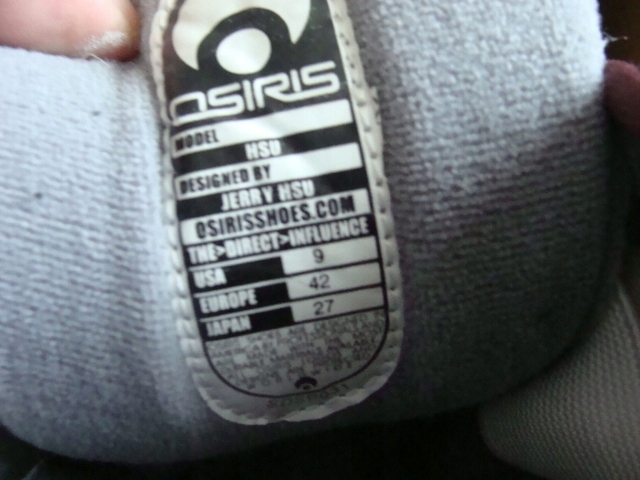 OSIRIS
MODEL
HSU
DESIGNED BY
JERRY HSU
OSIRISSHOES.COM
THE>DIRECT>INFLUENCE
USA 9
EUROPE 42
JAPAN 27